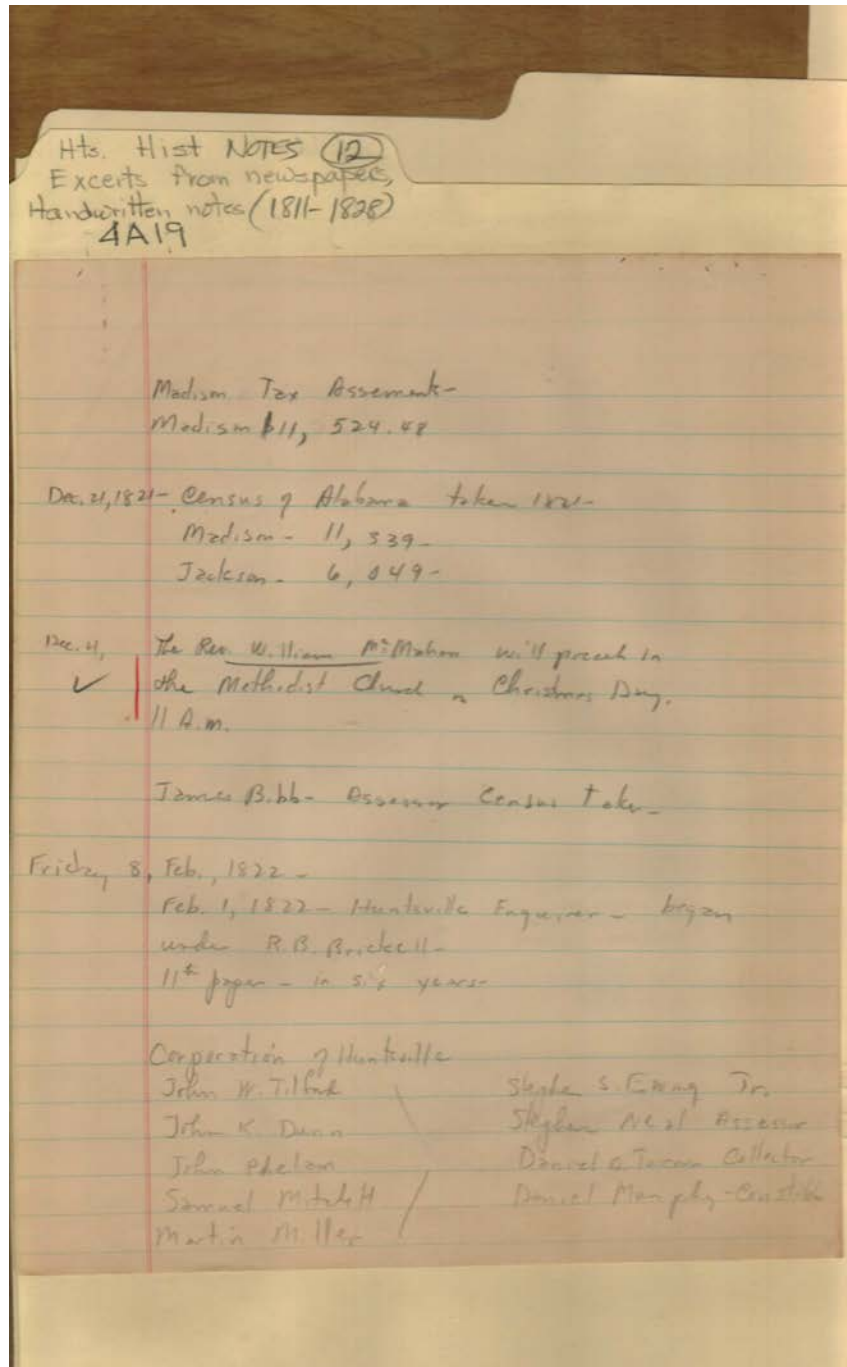 Hts. Hist NOTES 12
Excerts from newspapers,
Handwritten notes (1811-1828)
4A19
Madison Tax Assement-
Madison $11, 524.48
Dec. 21, 1821- Census of Alabama taken 1821-
Madison - 11, 539-
Jackson - 6, 049-
Dec. 21, The Rev. William McMahon will preach in
the Methodist Church on Christmas Day.
11 A.M.
James Bibb- Assessor Census taker-
Friday 8, Feb., 1822-
Feb. 1, 1822- Huntsville Enquirer - began
under R.B. Brickell-
11th paper - in six years-
Corporation of Huntsville
John W. Tilford
John K. Dunn
John Phelan
Samuel Mitchell
Martin Miller
Stephen S. Ewing Tr.
Stephen Neal Assessor
Daniel Collector
Daniel Murphy - Constable